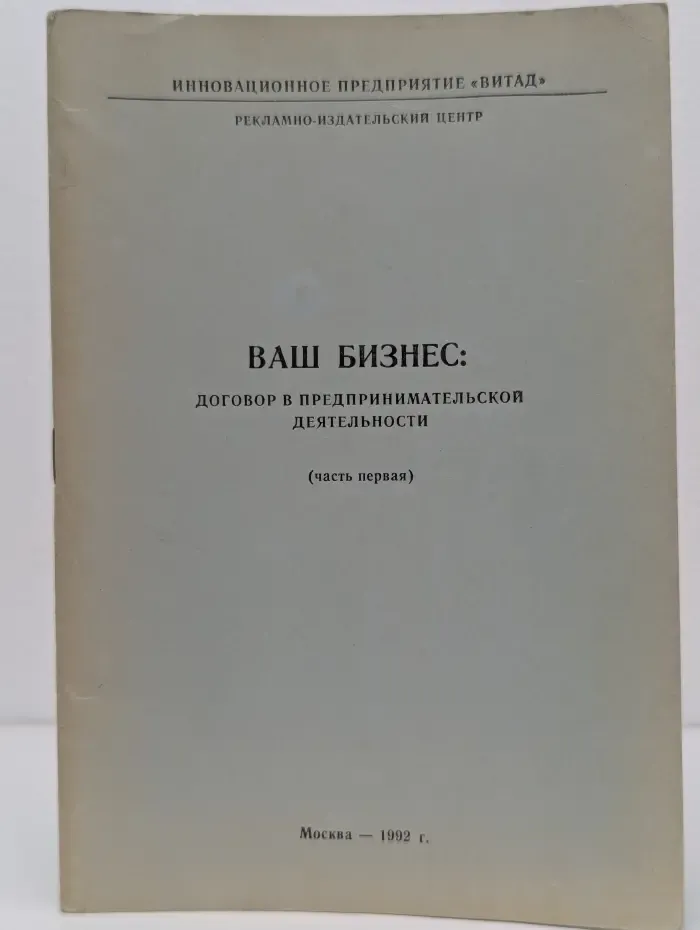 ИННОВАЦИОННОЕ ПРЕДПРИЯТИЕ «ВИТАД»
РЕКЛАМНО-ИЗДАТЕЛЬСКИЙ ЦЕНТР
ВАШ БИЗНЕС:
ДОГОВОР В ПРЕДПРИНИМАТЕЛЬСКОЙ
ДЕЯТЕЛЬНОСТИ
(часть первая)
Москва — 1992 г.